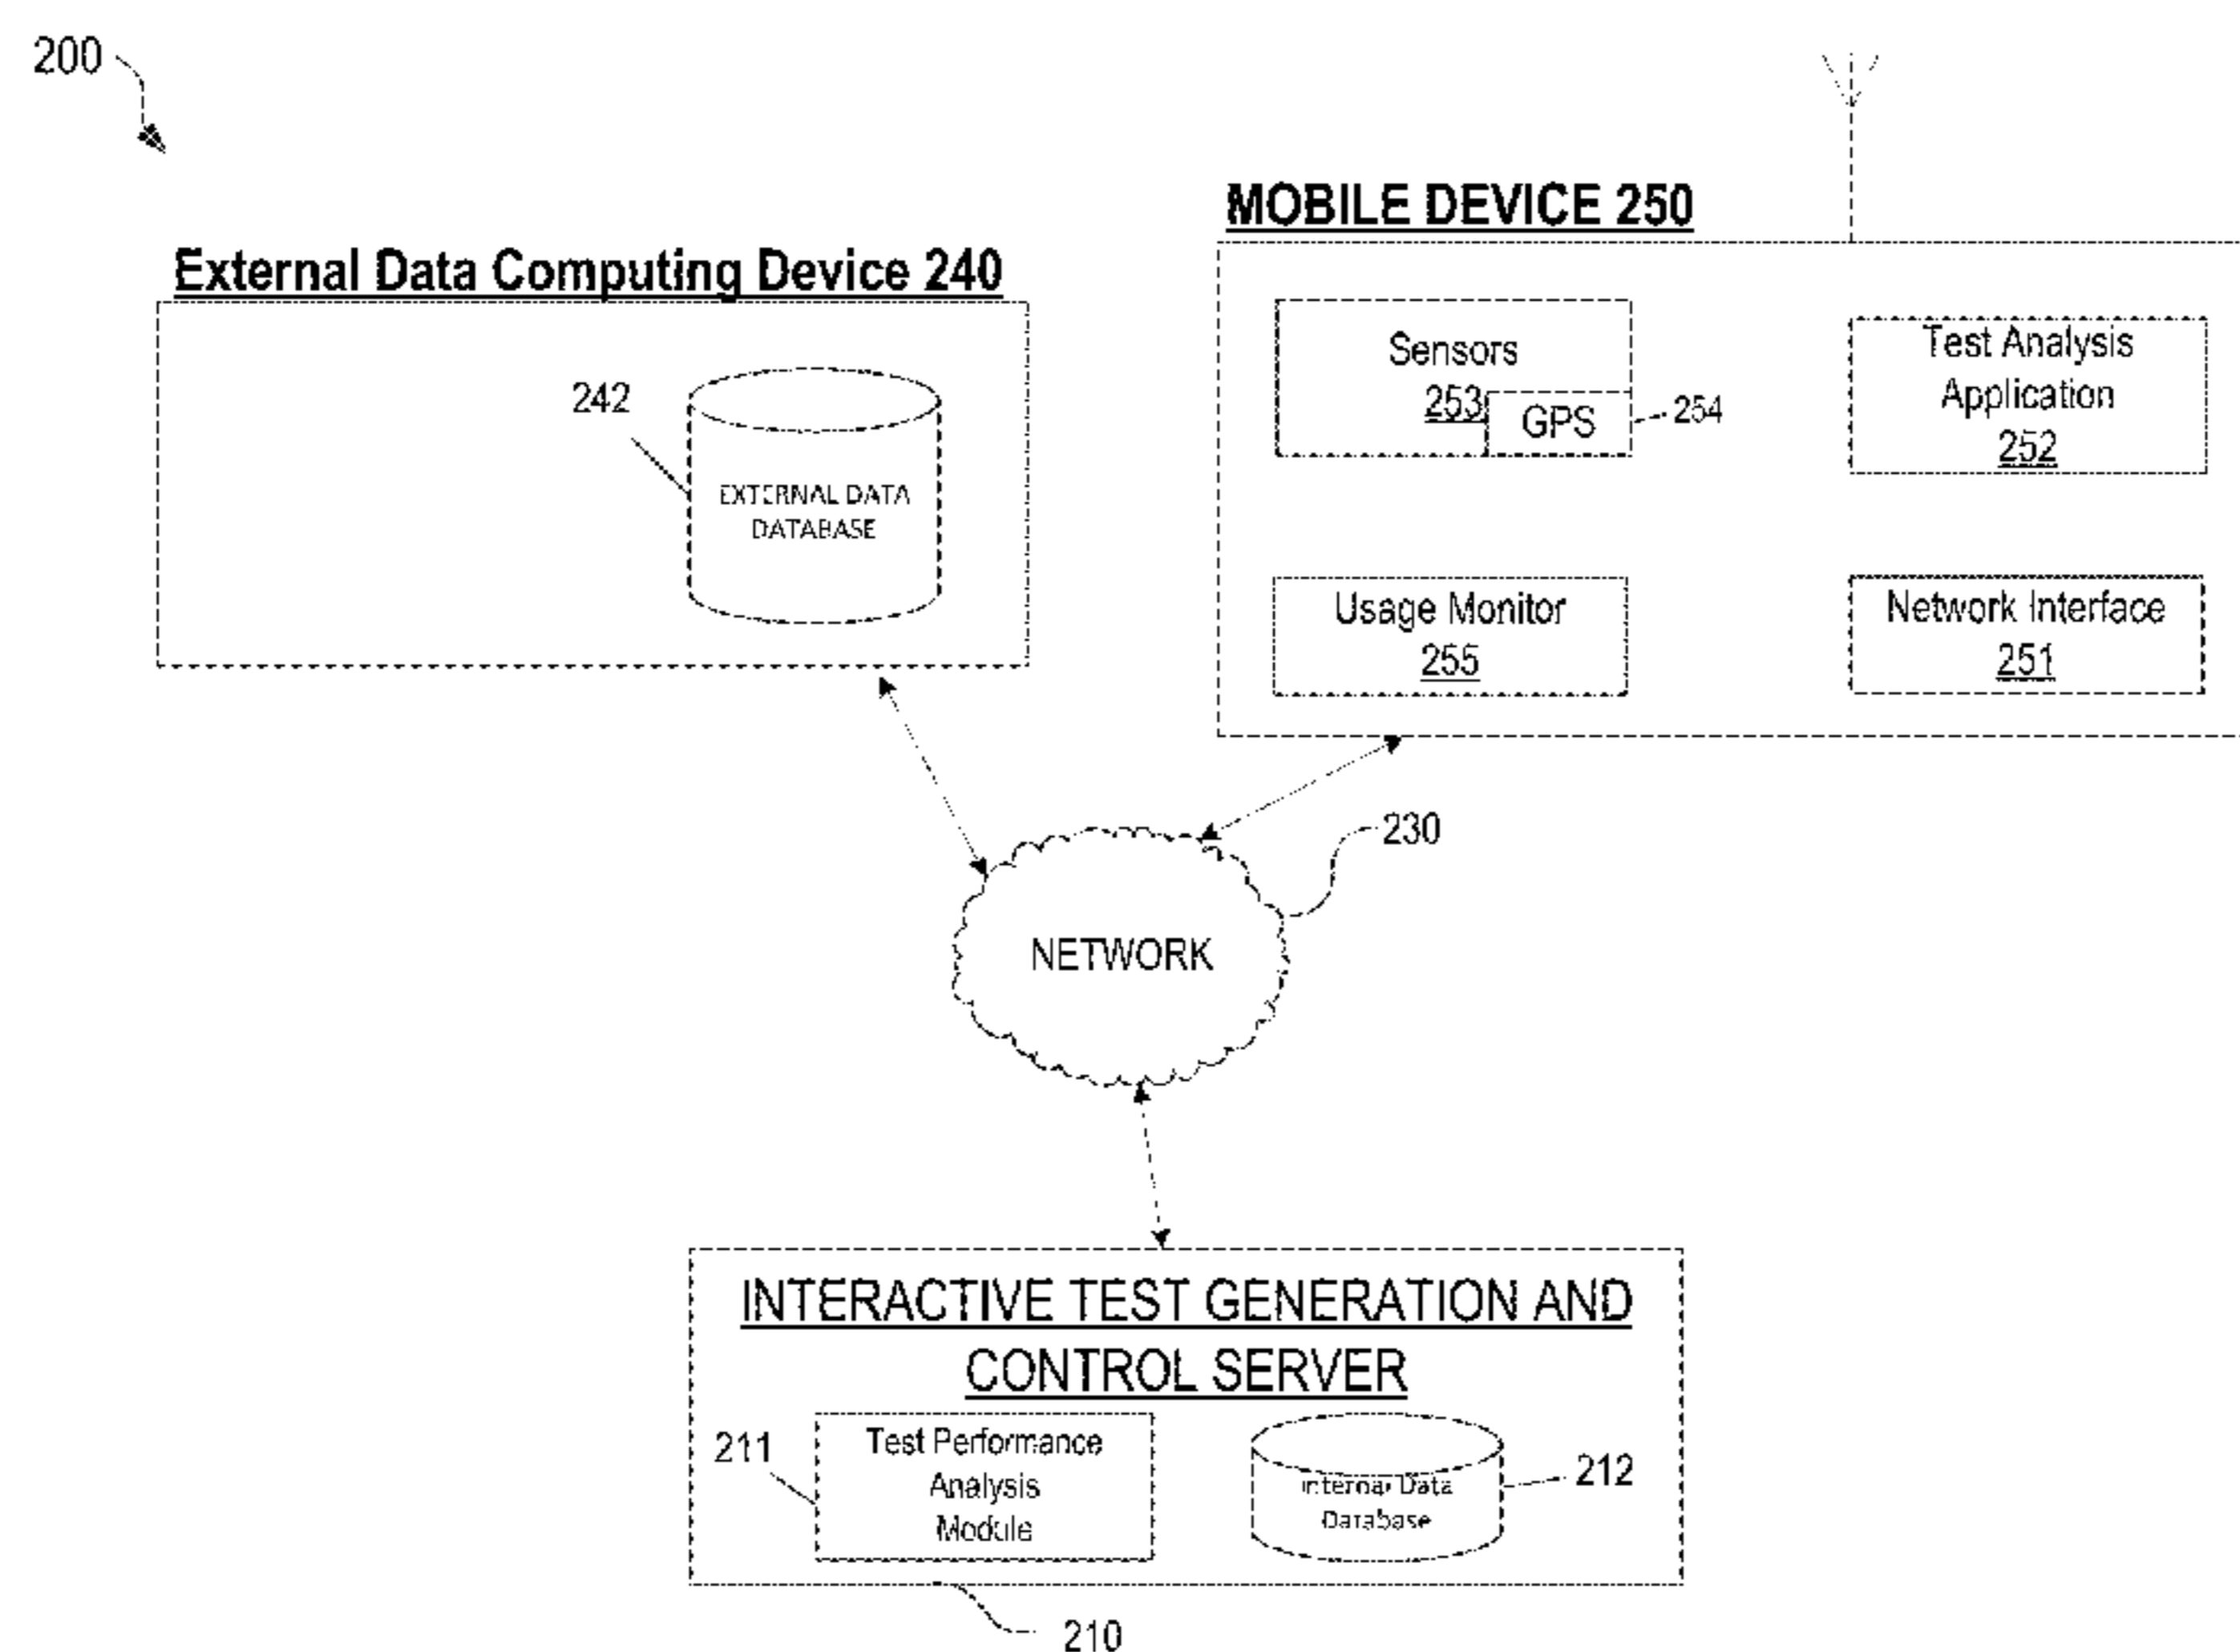 200
MOBILE DEVICE 250
External Data Computing Device 240
242
EXTERNAL DATA
DATABASE
Sensors
253
GPS
254
Test Analysis
Application
252
Usage Monitor
255
Network Interface
251
230
NETWORK
INTERACTIVE TEST GENERATION AND
CONTROL SERVER
211
Test Performance
Analysis
Module
Internal Data
Database
212
210